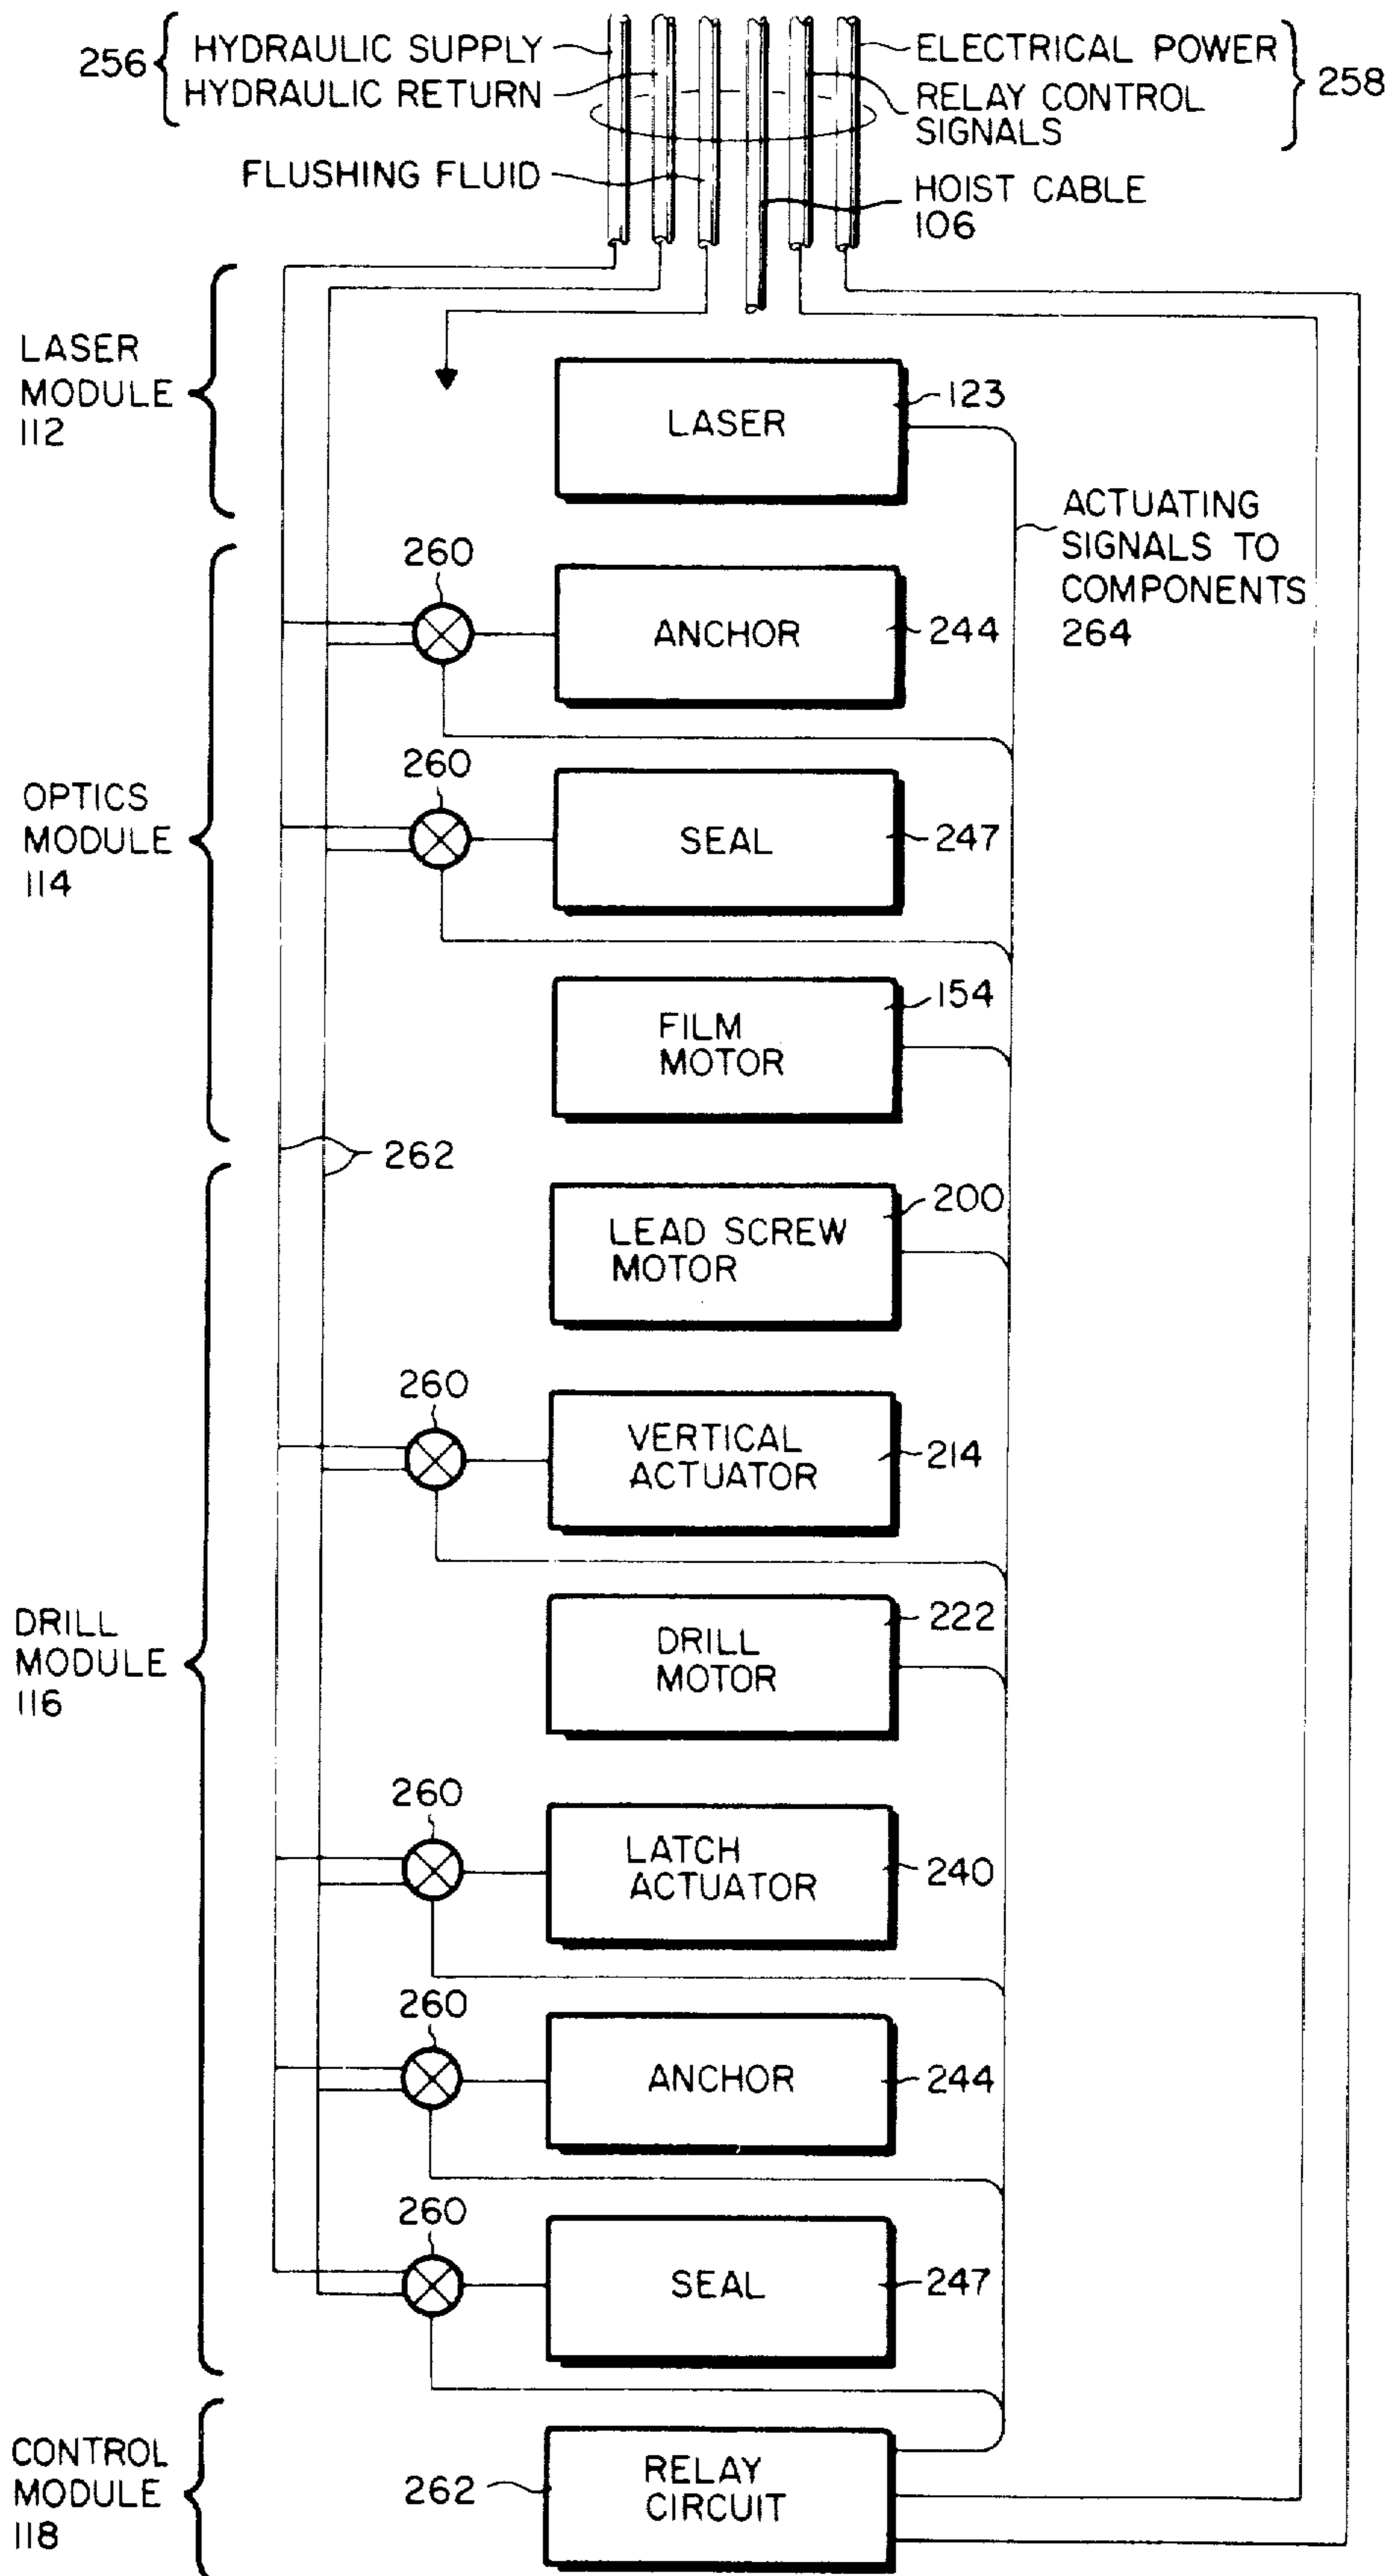 256
HYDRAULIC SUPPLY
HYDRAULIC RETURN
FLUSHING FLUID
ELECTRICAL POWER
RELAY CONTROL
SIGNALS
258
HOIST CABLE
106
LASER
MODULE
112
LASER
123
ACTUATING
SIGNALS TO
COMPONENTS
264
OPTICS
MODULE
114
260
ANCHOR
244
260
SEAL
247
FILM
MOTOR
154
262
DRILL
MODULE
116
LEAD SCREW
MOTOR
200
260
VERTICAL
ACTUATOR
214
DRILL
MOTOR
222
260
LATCH
ACTUATOR
240
260
ANCHOR
244
260
SEAL
247
CONTROL
MODULE
118
262
RELAY
CIRCUIT